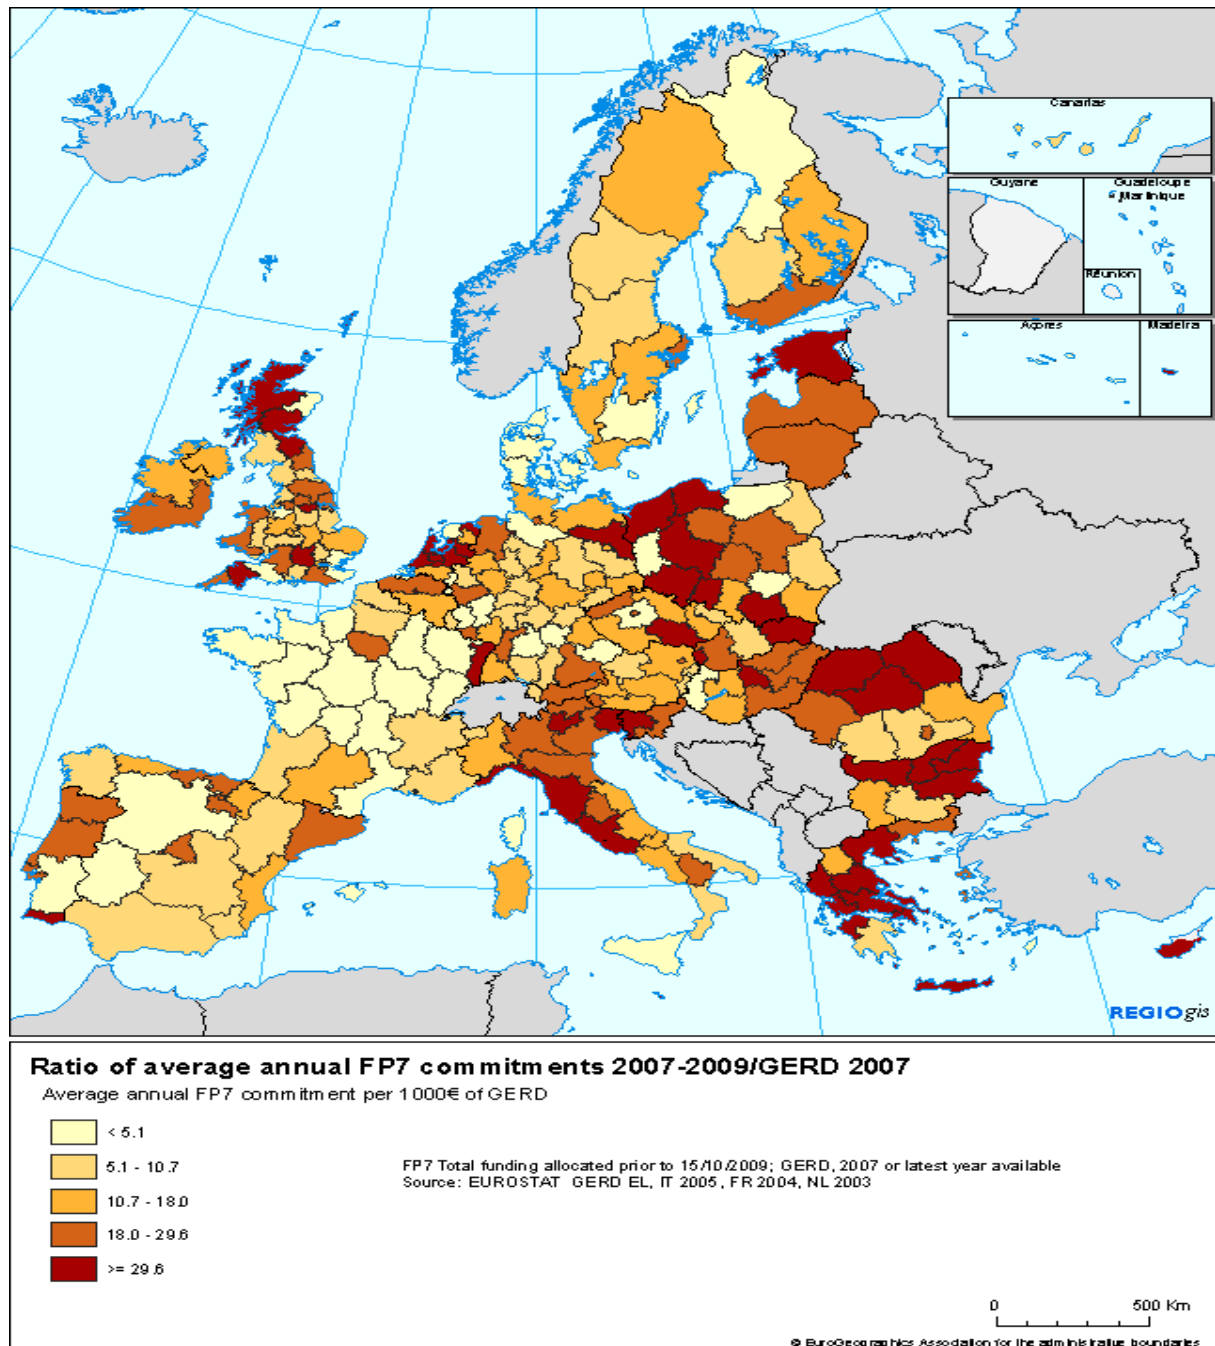 Canarias
Guyane
Guadeloupe
Martinique
Réunion
Açores
Madeira
REGIOgis
Ratio of average annual FP7 commitments 2007-2009/GERD 2007
Average annual FP7 commitment per 1000€ of GERD
< 5.1
5.1 - 10.7
10.7 - 18.0
18.0 - 29.6
>= 29.6
FP7 Total funding allocated prior to 15/10/2009; GERD, 2007 or latest year available
Source: EUROSTAT GERD EL, IT 2005, FR 2004, NL 2003
0 500 Km
© EuroGeographics Association for the administrative boundaries